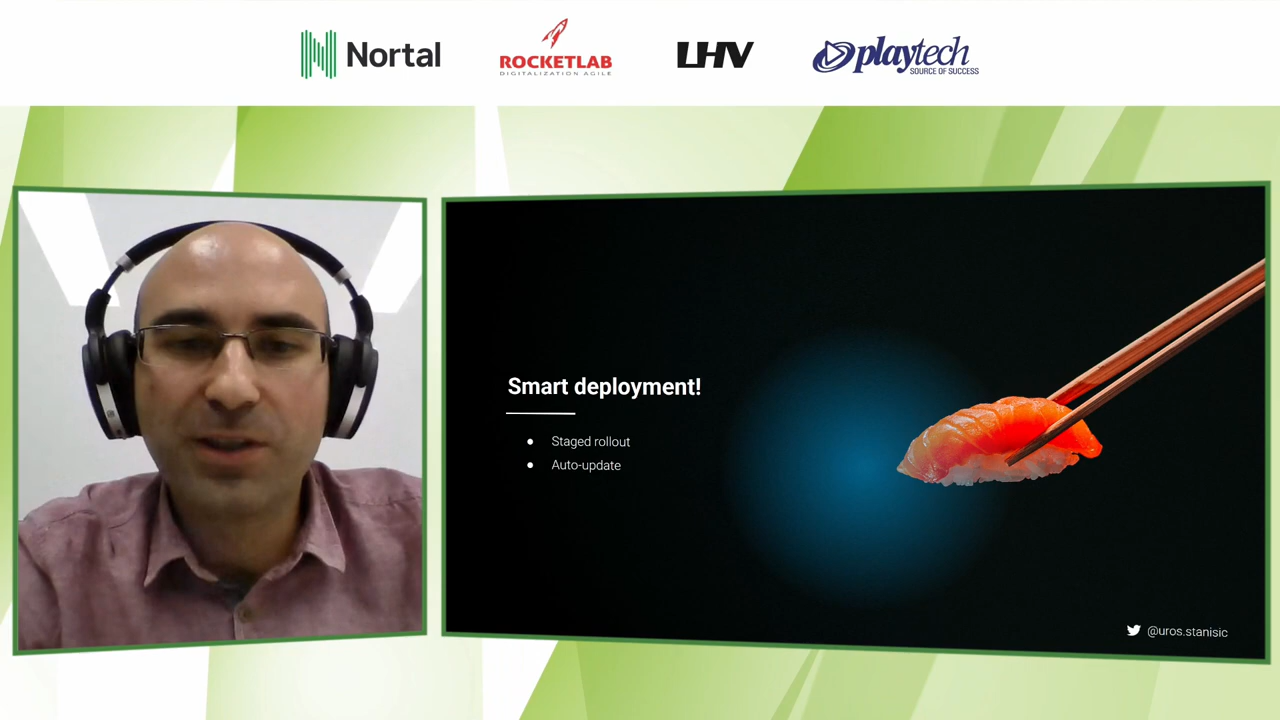 Nortal
ROCKETLAB
DIGITALIZATION AGILE
LHV
playtech
SOURCE OF SUCCESS
Smart deployment!
• Staged rollout
• Auto-update
@uros.stanisic